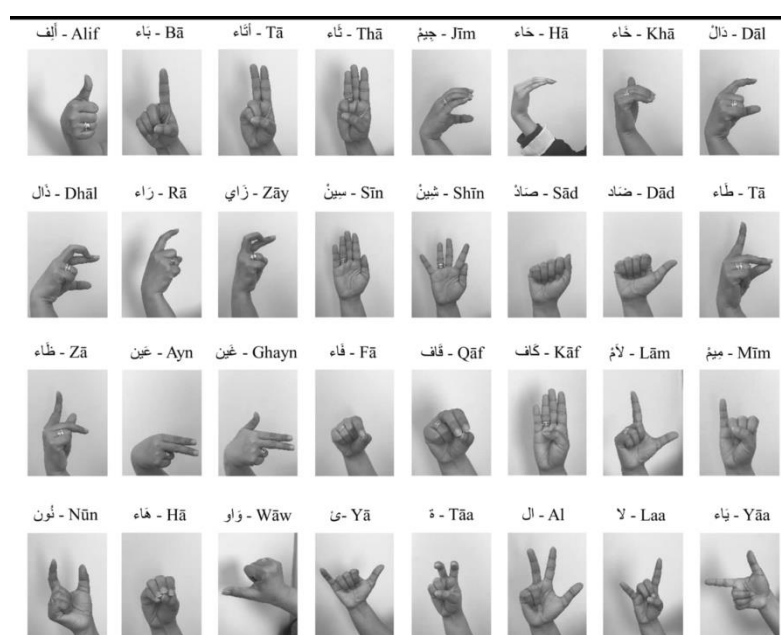 ألِف - Alif بَاء - Bā أتَاء - Tā ثَاء - Thā جِيمْ - Jīm حَاء - Hā خَاء - Khā دَالْ - Dāl
ذَال - Dhāl رَاء - Rā زَاي - Zāy سِينْ - Sīn شِينْ - Shīn صَادْ - Sād ضَاد - Dād طَاء - Tā
ظَاء - Zā عَين - Ayn غَين - Ghayn فَاء - Fā قَاف - Qāf كَاف - Kāf لاَمْ - Lām مِيمْ - Mīm
نُون - Nūn هَاء - Hā وَاو - Wāw ئ - Yā ة - Tāa ال - Al لا - Laa يَاء - Yāa